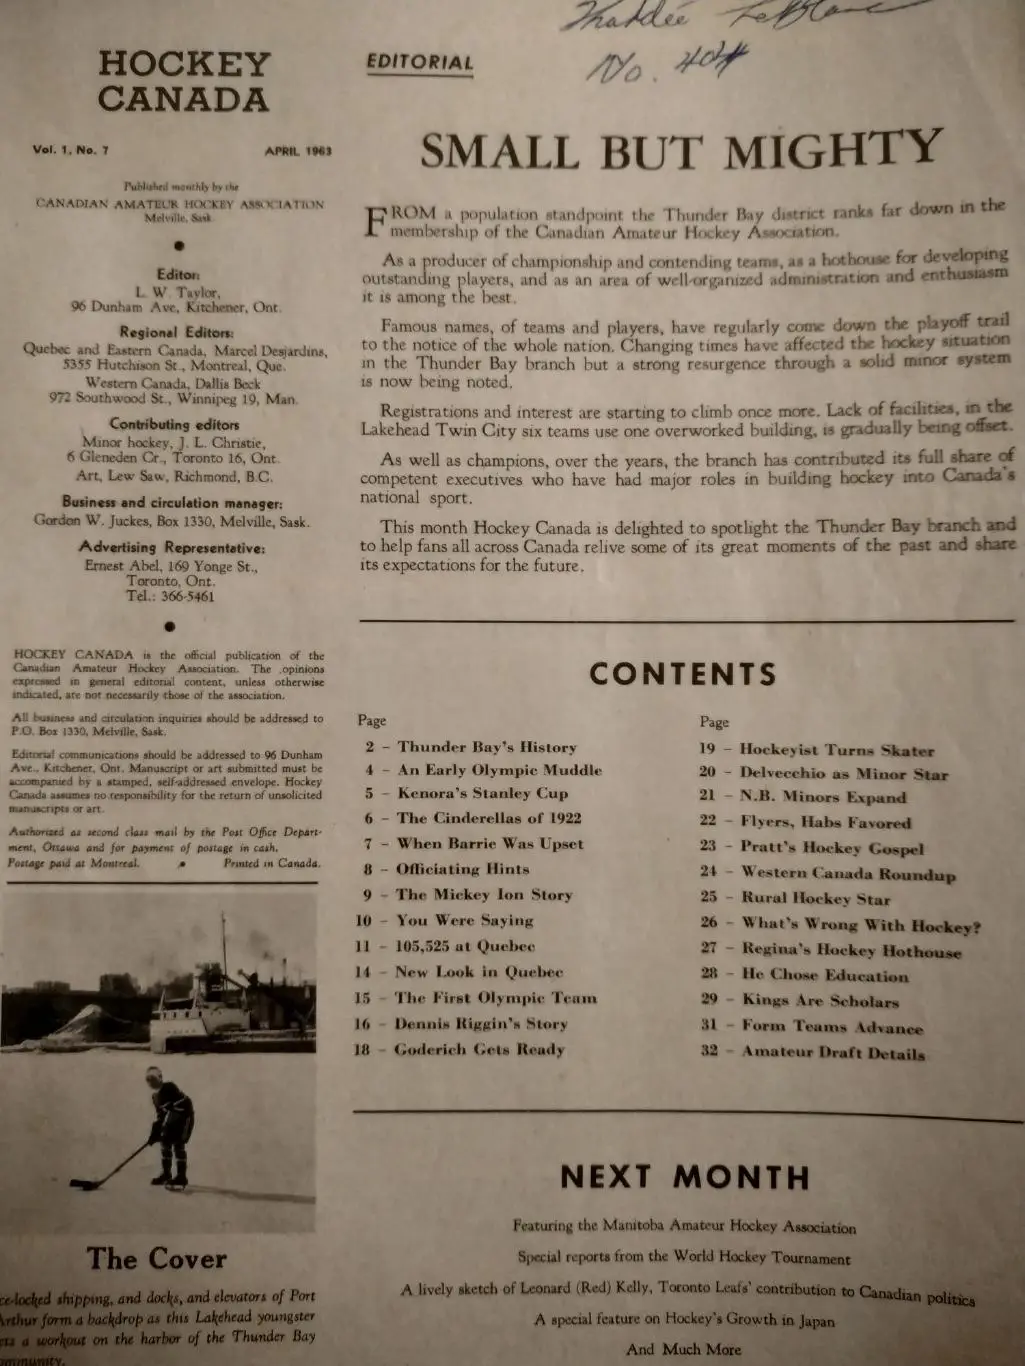 Thaddée LeBlanc
No. 404
HOCKEY
CANADA
Vol. 1, No. 7 APRIL 1963
Published monthly by the
CANADIAN AMATEUR HOCKEY ASSOCIATION
Melville, Sask.
Editor:
L. W. Taylor,
96 Dunham Ave, Kitchener, Ont.
Regional Editors:
Quebec and Eastern Canada, Marcel Desjardins,
5355 Hutchison St., Montreal, Que.
Western Canada, Dallis Beck
972 Southwood St., Winnipeg 19, Man.
Contributing editors
Minor hockey, J. L. Christie,
6 Gleneden Cr., Toronto 16, Ont.
Art, Lew Saw, Richmond, B.C.
Business and circulation manager:
Gordon W. Juckes, Box 1330, Melville, Sask.
Advertising Representative:
Ernest Abel, 169 Yonge St.,
Toronto, Ont.
Tel.: 366-5461
HOCKEY CANADA is the official publication of the
Canadian Amateur Hockey Association. The opinions
expressed in general editorial content, unless otherwise
indicated, are not necessarily those of the association.
All business and circulation inquiries should be addressed to
P.O. Box 1330, Melville, Sask.
Editorial communications should be addressed to 96 Dunham
Ave., Kitchener, Ont. Manuscript or art submitted must be
accompanied by a stamped, self-addressed envelope. Hockey
Canada assumes no responsibility for the return of unsolicited
manuscripts or art.
Authorized as second class mail by the Post Office Depart-
ment, Ottawa and for payment of postage in cash.
Postage paid at Montreal. • Printed in Canada.
The Cover
ce-locked shipping, and docks, and elevators of Port
Arthur form a backdrop as this Lakehead youngster
ets a workout on the harbor of the Thunder Bay
ommunity.
EDITORIAL
SMALL BUT MIGHTY
FROM a population standpoint the Thunder Bay district ranks far down in the
membership of the Canadian Amateur Hockey Association.
As a producer of championship and contending teams, as a hothouse for developing
outstanding players, and as an area of well-organized administration and enthusiasm
it is among the best.
Famous names, of teams and players, have regularly come down the playoff trail
to the notice of the whole nation. Changing times have affected the hockey situation
in the Thunder Bay branch but a strong resurgence through a solid minor system
is now being noted.
Registrations and interest are starting to climb once more. Lack of facilities, in the
Lakehead Twin City six teams use one overworked building, is gradually being offset.
As well as champions, over the years, the branch has contributed its full share of
competent executives who have had major roles in building hockey into Canada's
national sport.
This month Hockey Canada is delighted to spotlight the Thunder Bay branch and
to help fans all across Canada relive some of its great moments of the past and share
its expectations for the future.
CONTENTS
Page
2 – Thunder Bay's History
4 – An Early Olympic Muddle
5 – Kenora's Stanley Cup
6 – The Cinderellas of 1922
7 – When Barrie Was Upset
8 – Officiating Hints
9 – The Mickey Ion Story
10 – You Were Saying
11 – 105,525 at Quebec
14 – New Look in Quebec
15 – The First Olympic Team
16 – Dennis Riggin's Story
18 – Goderich Gets Ready
Page
19 – Hockeyist Turns Skater
20 – Delvecchio as Minor Star
21 – N.B. Minors Expand
22 – Flyers, Habs Favored
23 – Pratt's Hockey Gospel
24 – Western Canada Roundup
25 – Rural Hockey Star
26 – What's Wrong With Hockey?
27 – Regina's Hockey Hothouse
28 – He Chose Education
29 – Kings Are Scholars
31 – Form Teams Advance
32 – Amateur Draft Details
NEXT MONTH
Featuring the Manitoba Amateur Hockey Association
Special reports from the World Hockey Tournament
A lively sketch of Leonard (Red) Kelly, Toronto Leafs' contribution to Canadian politics
A special feature on Hockey's Growth in Japan
And Much More